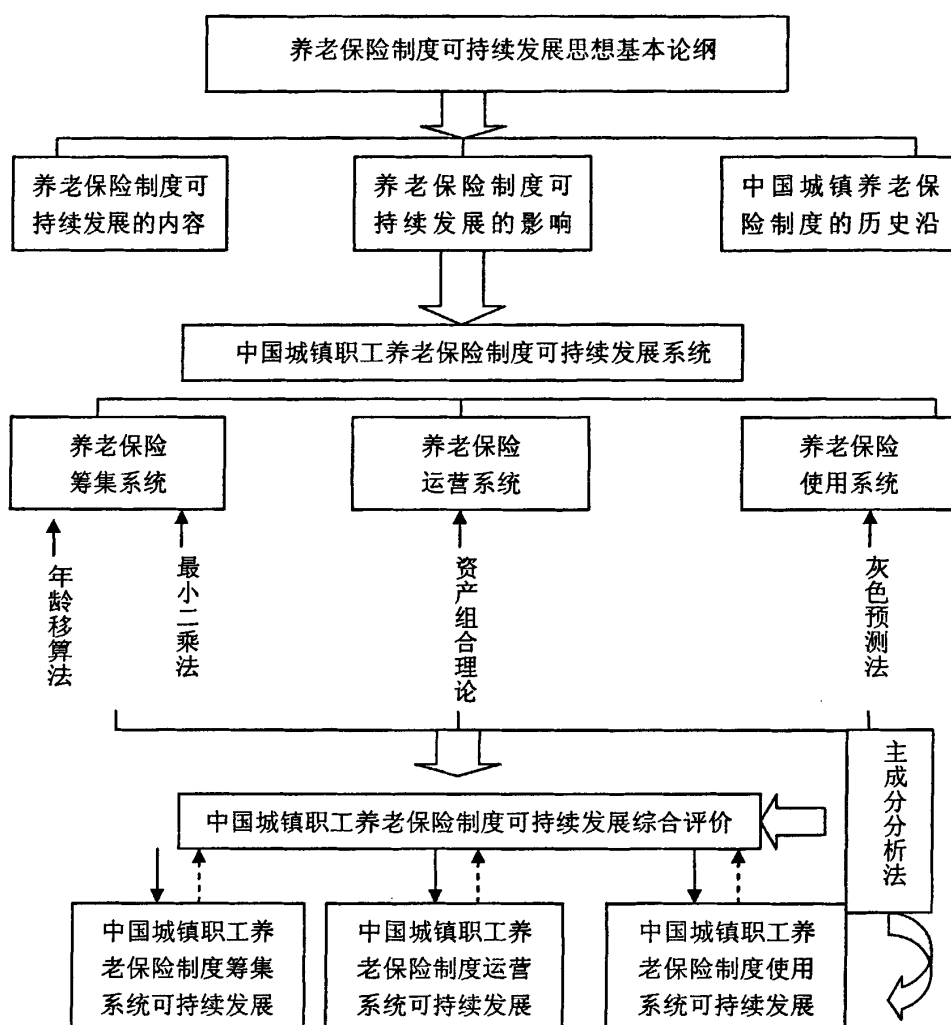 养老保险制度可持续发展思想基本论纲
养老保险制度可
持续发展的内容
养老保险制度可
持续发展的影响
中国城镇养老保
险制度的历史沿
中国城镇职工养老保险制度可持续发展系统
养老保险
筹集系统
养老保险
运营系统
养老保险
使用系统
年龄移算法
最小二乘法
资产组合理论
灰色预测法
主成分分析法
中国城镇职工养老保险制度可持续发展综合评价
中国城镇职工养
老保险制度筹集
系统可持续发展
中国城镇职工养
老保险制度运营
系统可持续发展
中国城镇职工养
老保险制度使用
系统可持续发展